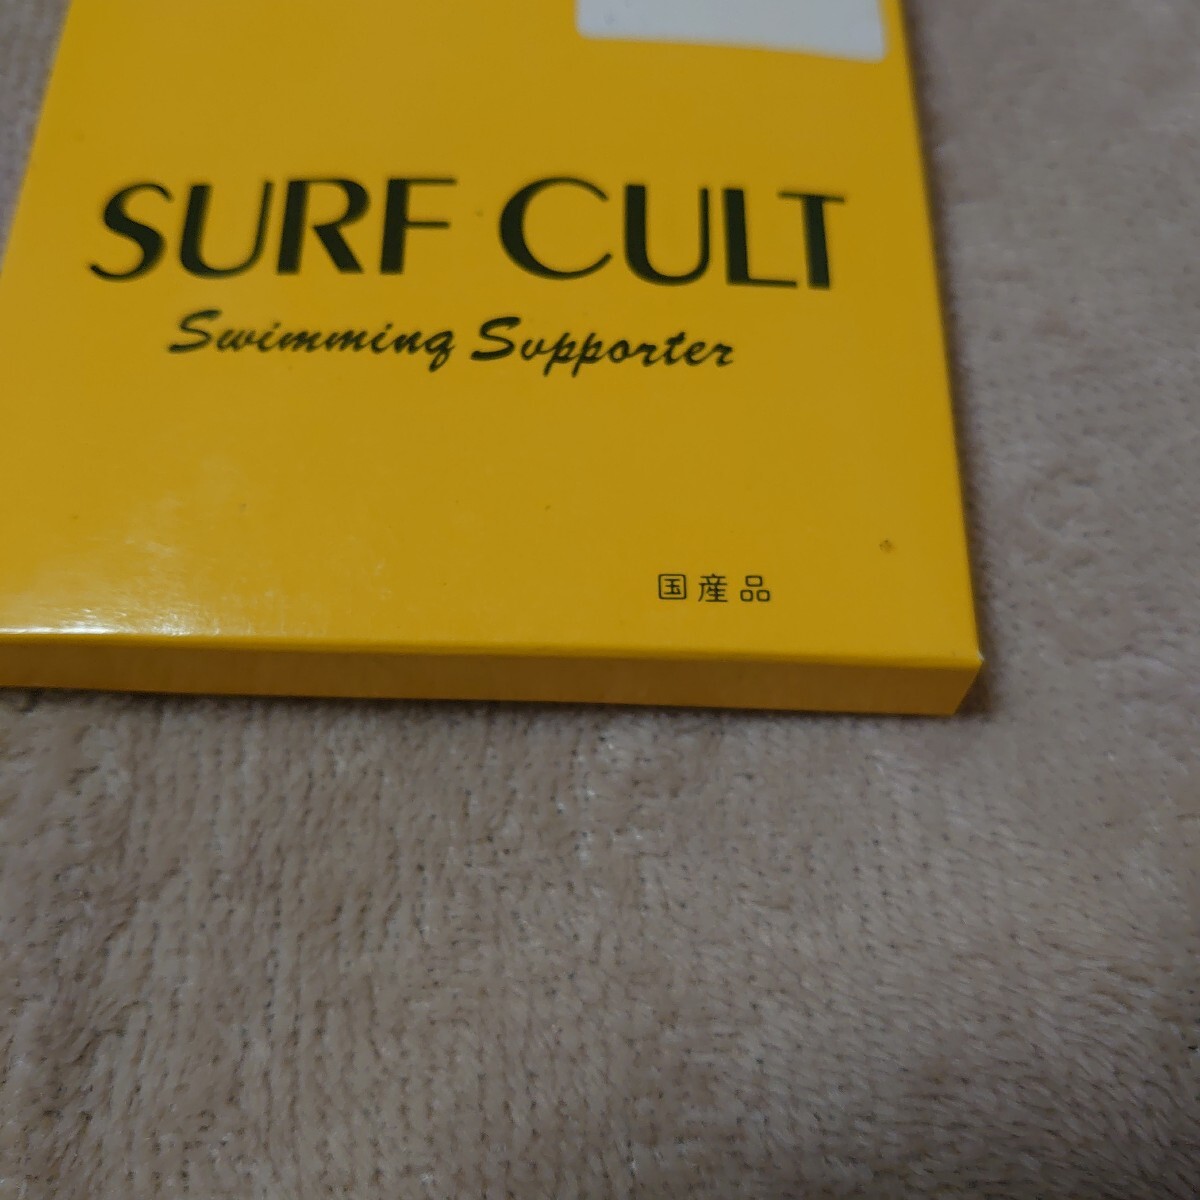 SURF CULT
Swimming Supporter
国産品